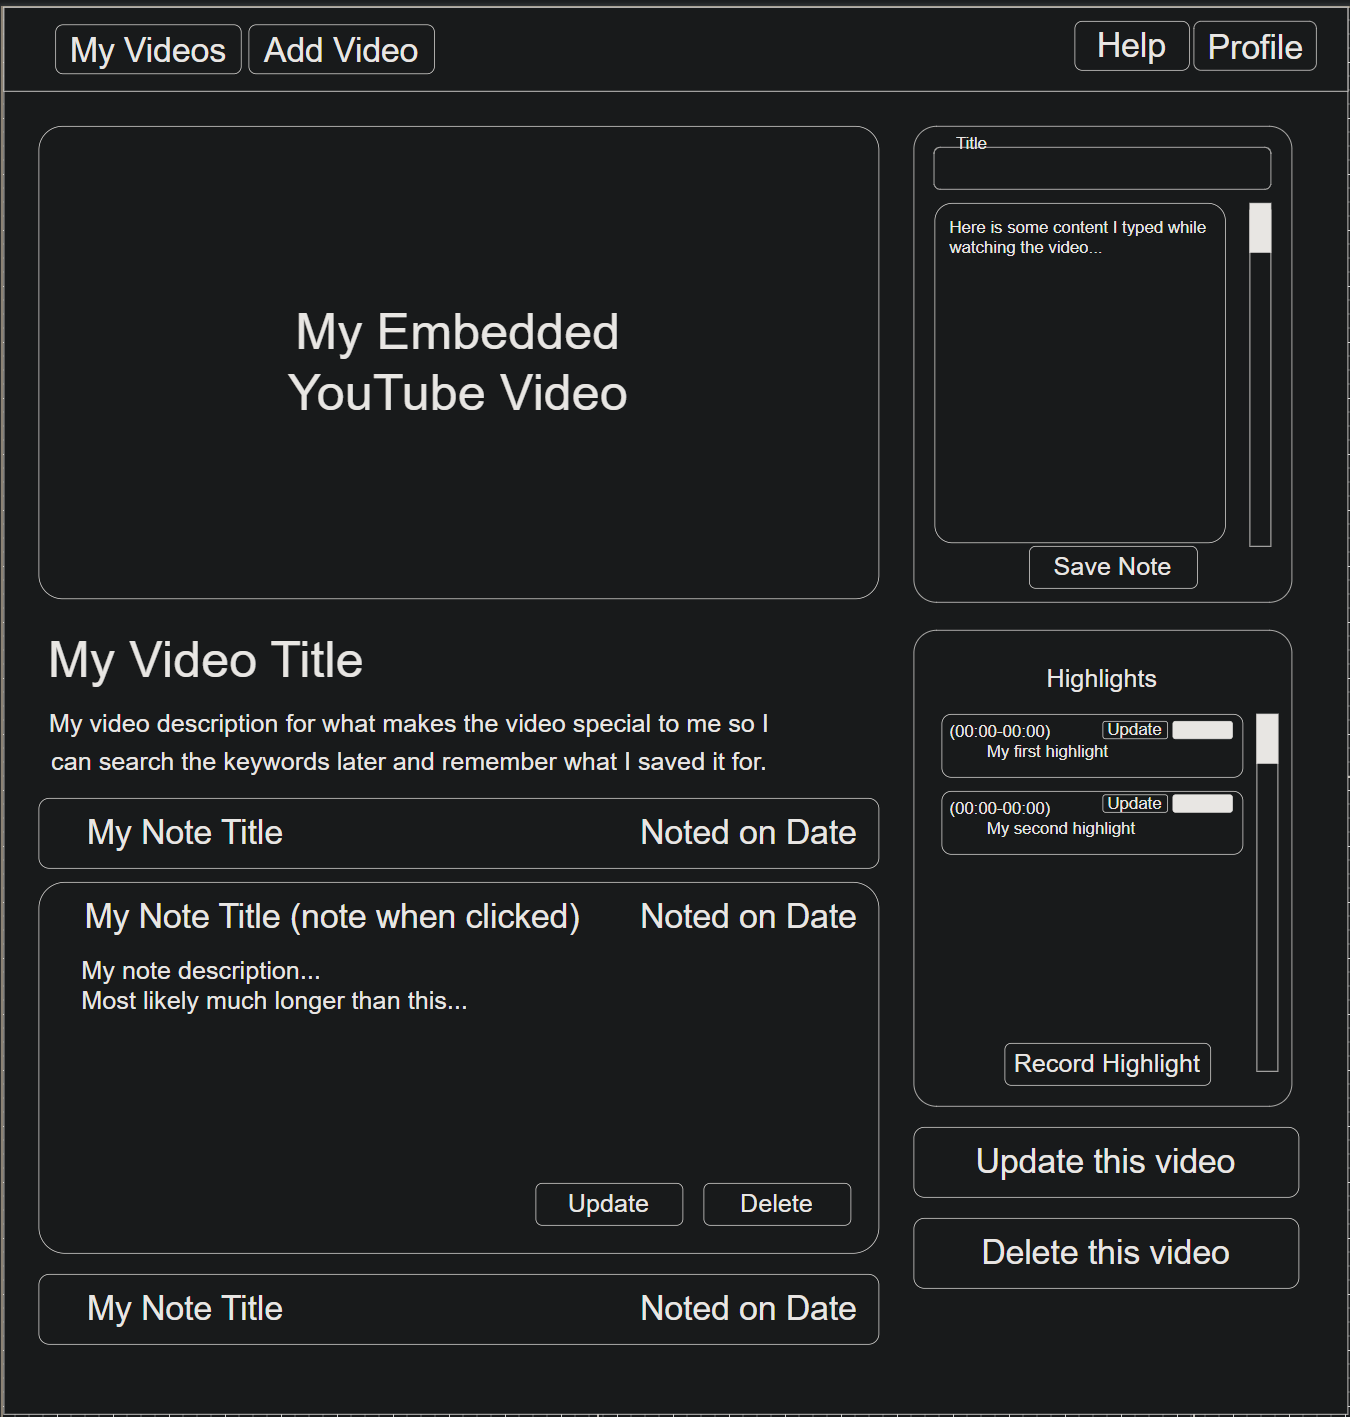 My Videos
Add Video
Help
Profile
My Embedded
YouTube Video
Title
Here is some content I typed while
watching the video...
Save Note
My Video Title
My video description for what makes the video special to me so I
can search the keywords later and remember what I saved it for.
My Note Title
Noted on Date
My Note Title (note when clicked)
Noted on Date
My note description...
Most likely much longer than this...
Update
Delete
My Note Title
Noted on Date
Highlights
(00:00-00:00)
Update
My first highlight
(00:00-00:00)
Update
My second highlight
Record Highlight
Update this video
Delete this video